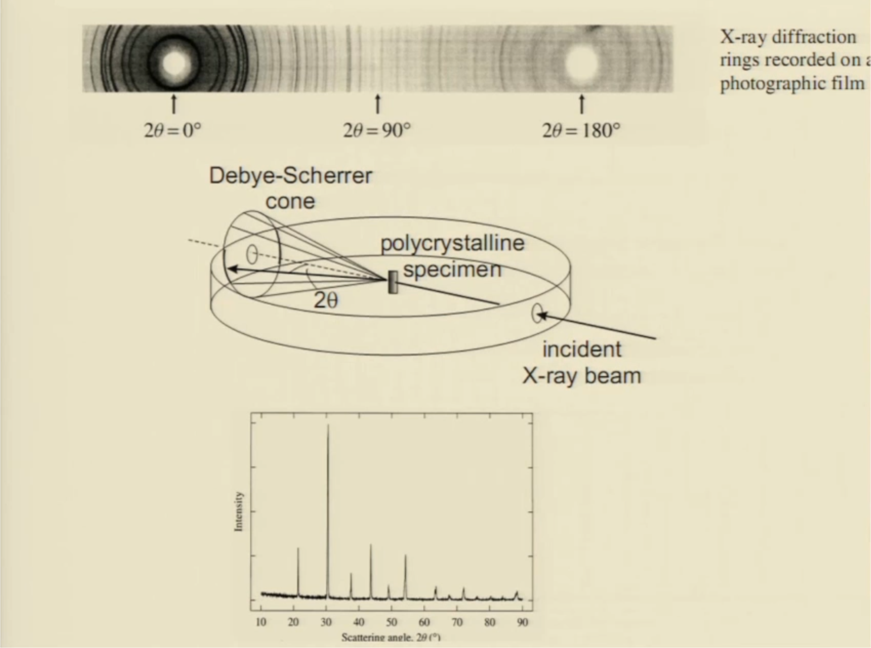 X-ray diffraction
rings recorded on a
photographic film
2θ = 0°
2θ = 90°
2θ = 180°
Debye-Scherrer
cone
polycrystalline
specimen
2θ
incident
X-ray beam
Intensity
10 20 30 40 50 60 70 80 90
Scattering angle, 2θ (°)